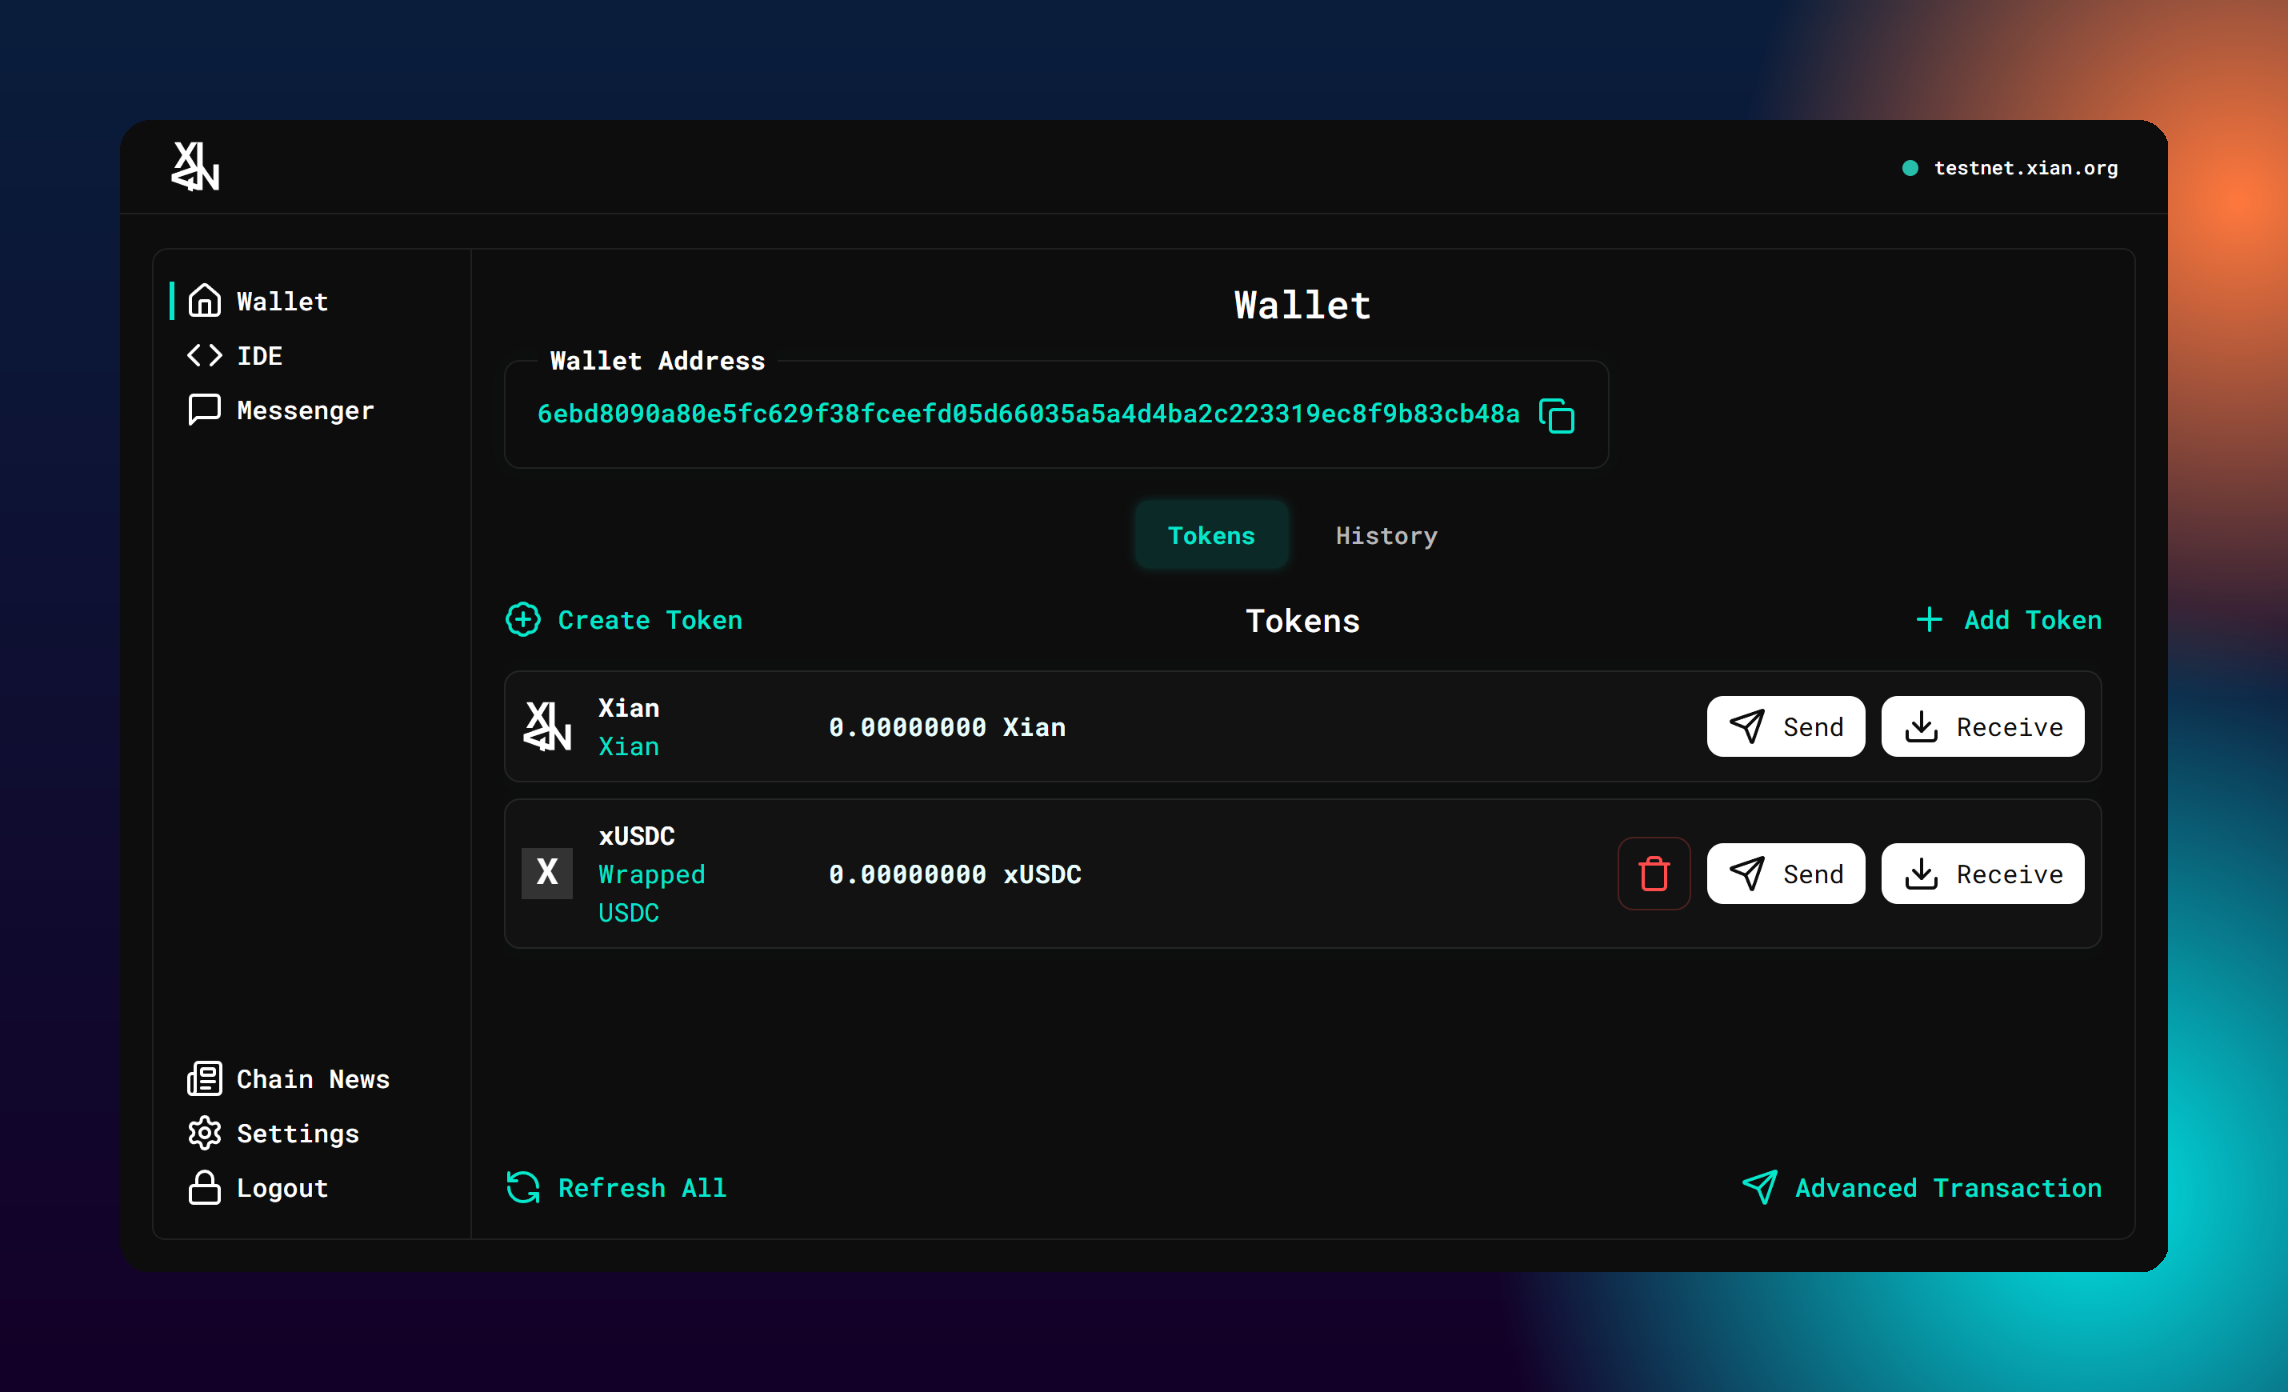 XIAN
testnet.xian.org
Wallet
IDE
Messenger
Chain News
Settings
Logout
Wallet
Wallet Address
6ebd8090a80e5fc629f38fceefd05d66035a5a4d4ba2c223319ec8f9b83cb48a
Tokens History
Create Token Tokens Add Token
XIAN
Xian
Xian
0.00000000 Xian
Send Receive
X
xUSDC
Wrapped
USDC
0.00000000 xUSDC
Send Receive
Refresh All Advanced Transaction